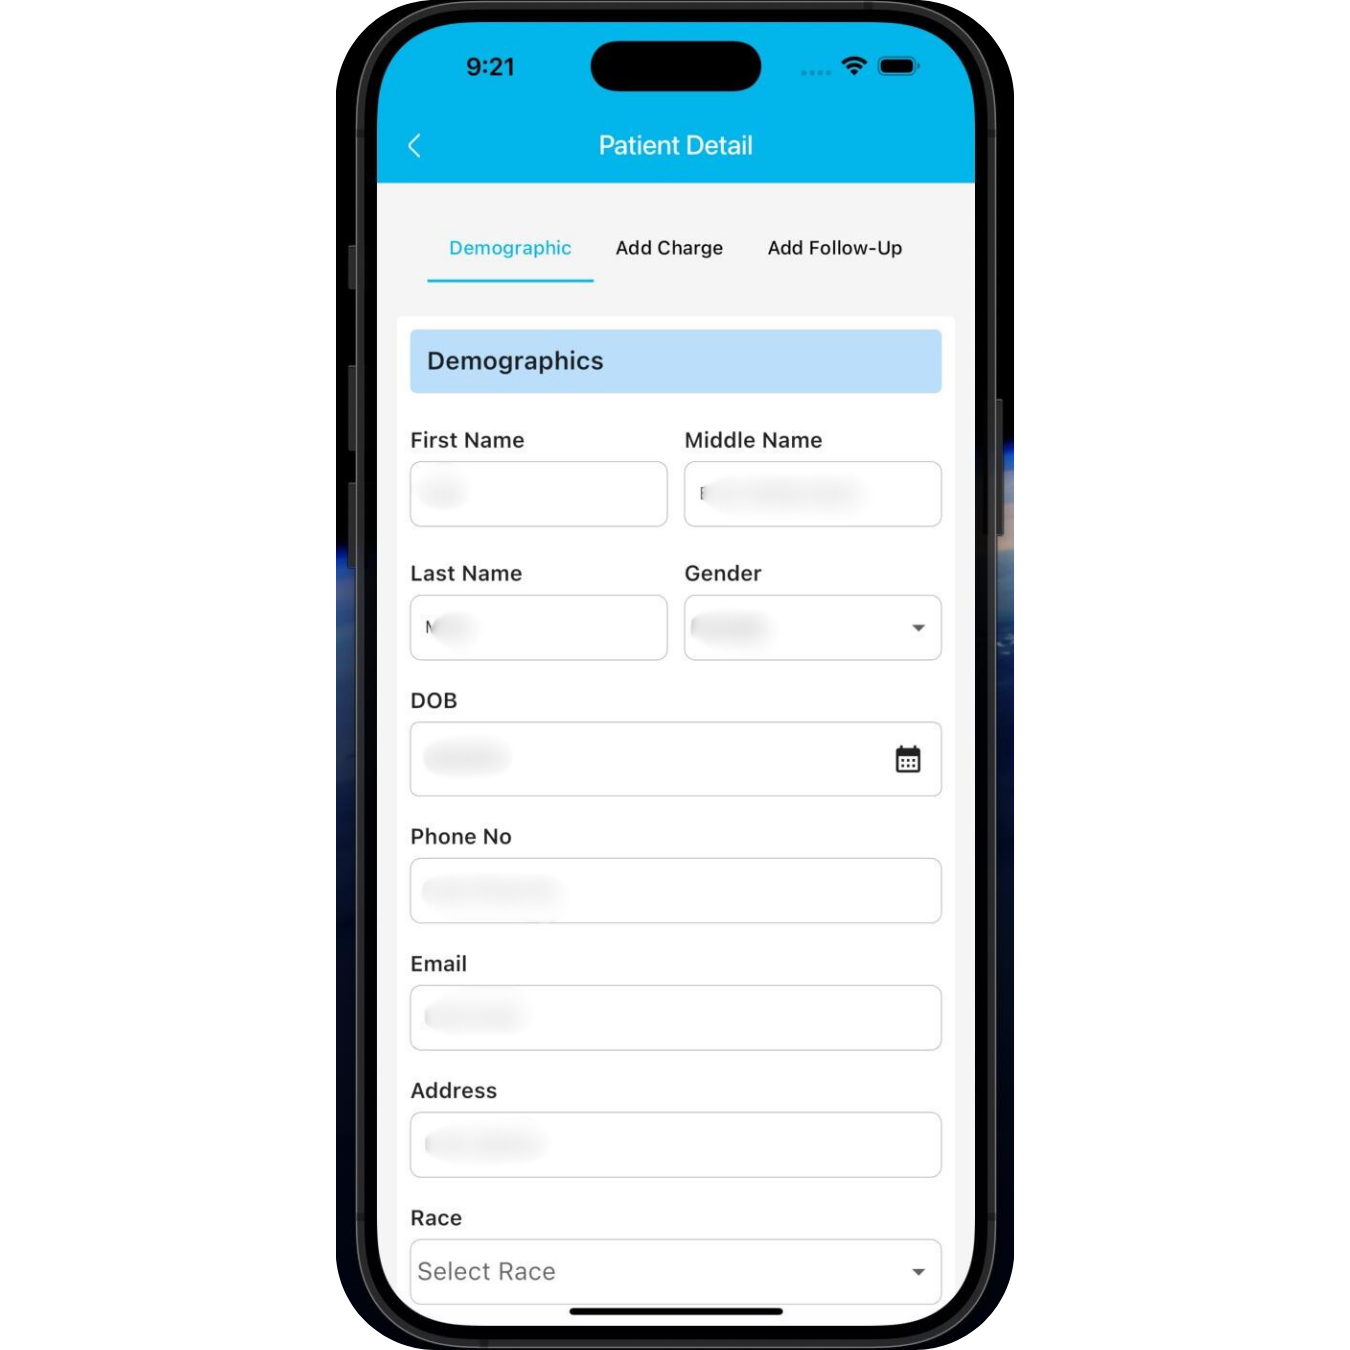 9:21
Patient Detail
Demographic Add Charge Add Follow-Up
Demographics
First Name Middle Name
Last Name Gender
DOB
Phone No
Email
Address
Race
Select Race